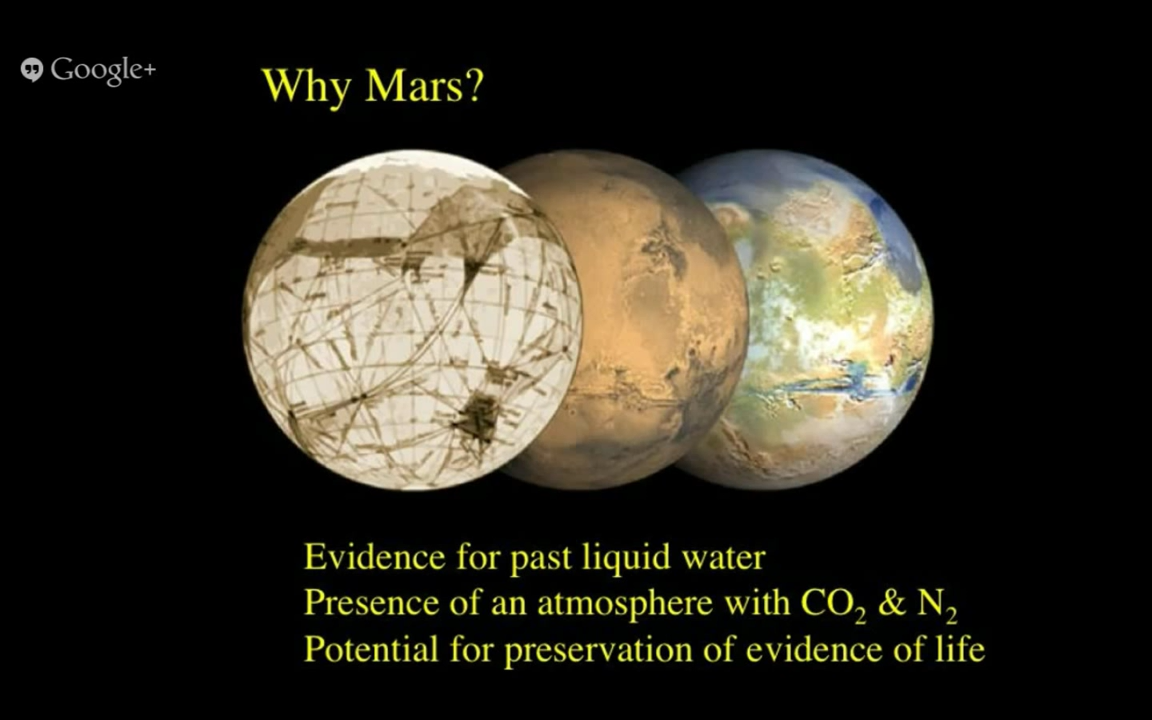 Google+
Why Mars?
Evidence for past liquid water
Presence of an atmosphere with CO₂ & N₂
Potential for preservation of evidence of life